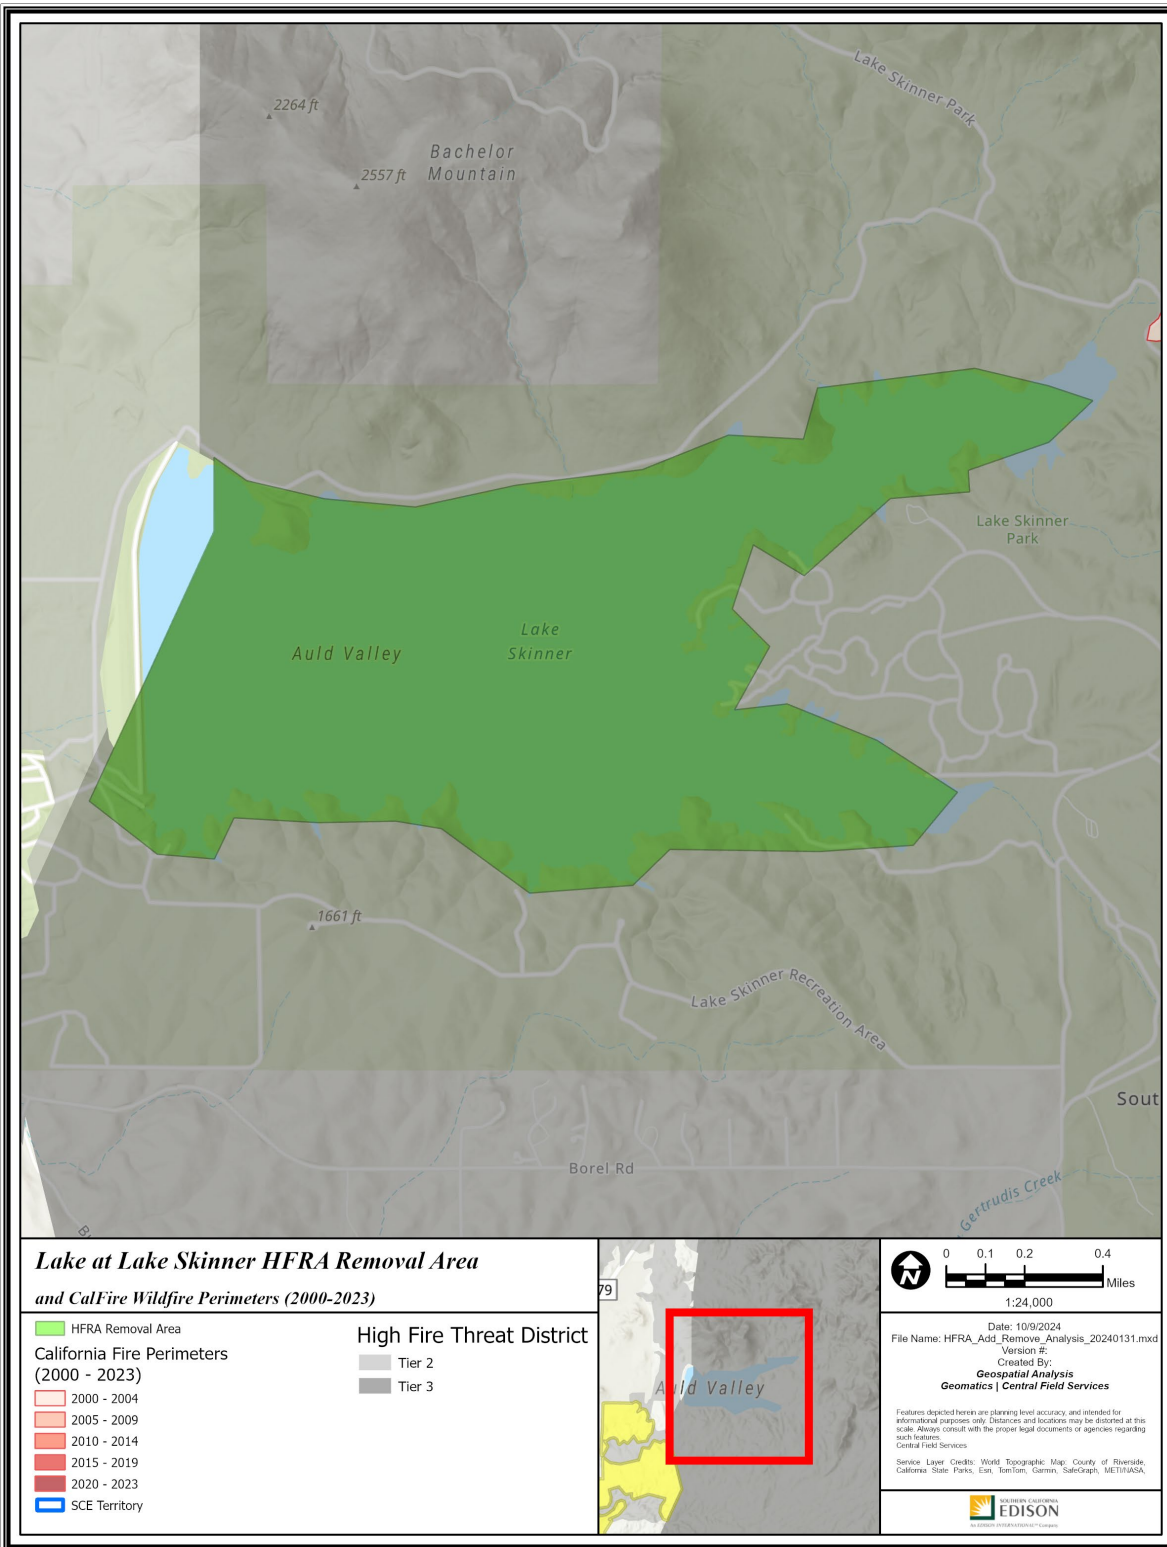 Lake Skinner Park
2264 ft
Bachelor
Mountain
2557 ft
Lake Skinner
Park
Lake
Skinner
Auld Valley
1661 ft
Lake Skinner Recreation Area
Sout
Borel Rd
Gertrudis Creek
Lake at Lake Skinner HFRA Removal Area
and CalFire Wildfire Perimeters (2000-2023)
HFRA Removal Area
California Fire Perimeters
(2000 - 2023)
2000 - 2004
2005 - 2009
2010 - 2014
2015 - 2019
2020 - 2023
SCE Territory
High Fire Threat District
Tier 2
Tier 3
79
Auld Valley
N
0 0.1 0.2 0.4
Miles
1:24,000
Date: 10/9/2024
File Name: HFRA_Add_Remove_Analysis_20240131.mxd
Version #:
Created By:
Geospatial Analysis
Geomatics | Central Field Services
Features depicted herein are planning level accuracy, and intended for
informational purposes only. Distances and locations may be distorted at this
scale. Always consult with the proper legal documents or agencies regarding
such features.
Central Field Services
Service Layer Credits: World Topographic Map: County of Riverside,
California State Parks, Esri, TomTom, Garmin, SafeGraph, METI/NASA,
SOUTHERN CALIFORNIA
EDISON
An EDISON INTERNATIONAL™ Company